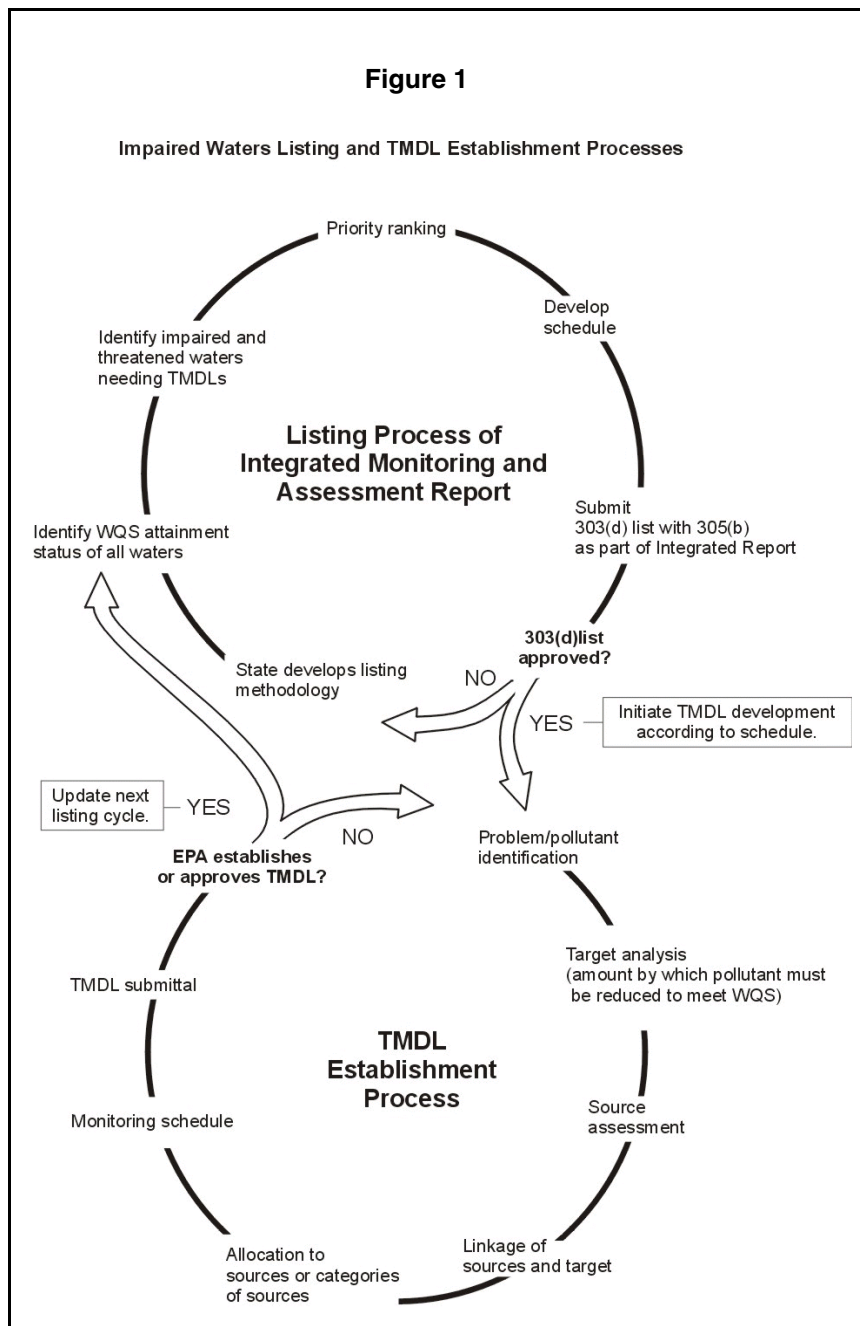 Figure 1
Impaired Waters Listing and TMDL Establishment Processes
Priority ranking
Develop
schedule
Identify impaired and
threatened waters
needing TMDLs
Listing Process of
Integrated Monitoring and
Assessment Report
Submit
303(d) list with 305(b)
as part of Integrated Report
Identify WQS attainment
status of all waters
303(d)list
approved?
State develops listing
methodology
NO
YES
Initiate TMDL development
according to schedule.
Update next
listing cycle.
YES
NO
EPA establishes
or approves TMDL?
Problem/pollutant
identification
Target analysis
(amount by which pollutant must
be reduced to meet WQS)
TMDL submittal
TMDL
Establishment
Process
Source
assessment
Monitoring schedule
Linkage of
sources and target
Allocation to
sources or categories
of sources